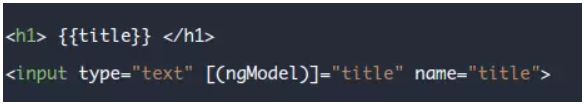 <h1> {{title}} </h1>
<input type="text" [(ngModel)]="title" name="title">